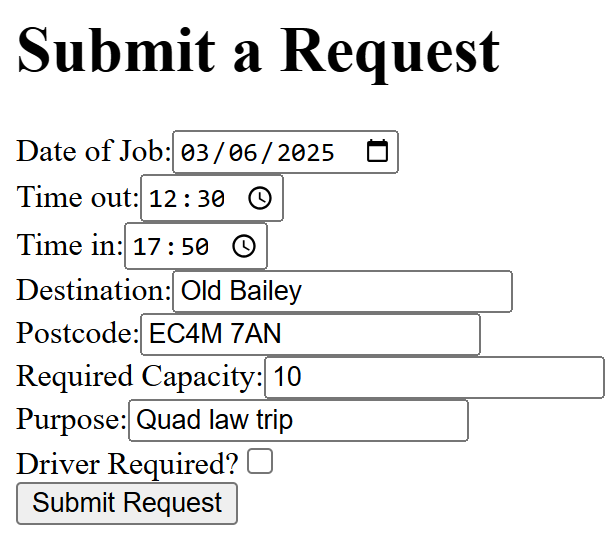 Submit a Request
Date of Job: 03/06/2025
Time out: 12:30
Time in: 17:50
Destination: Old Bailey
Postcode: EC4M 7AN
Required Capacity: 10
Purpose: Quad law trip
Driver Required?
Submit Request